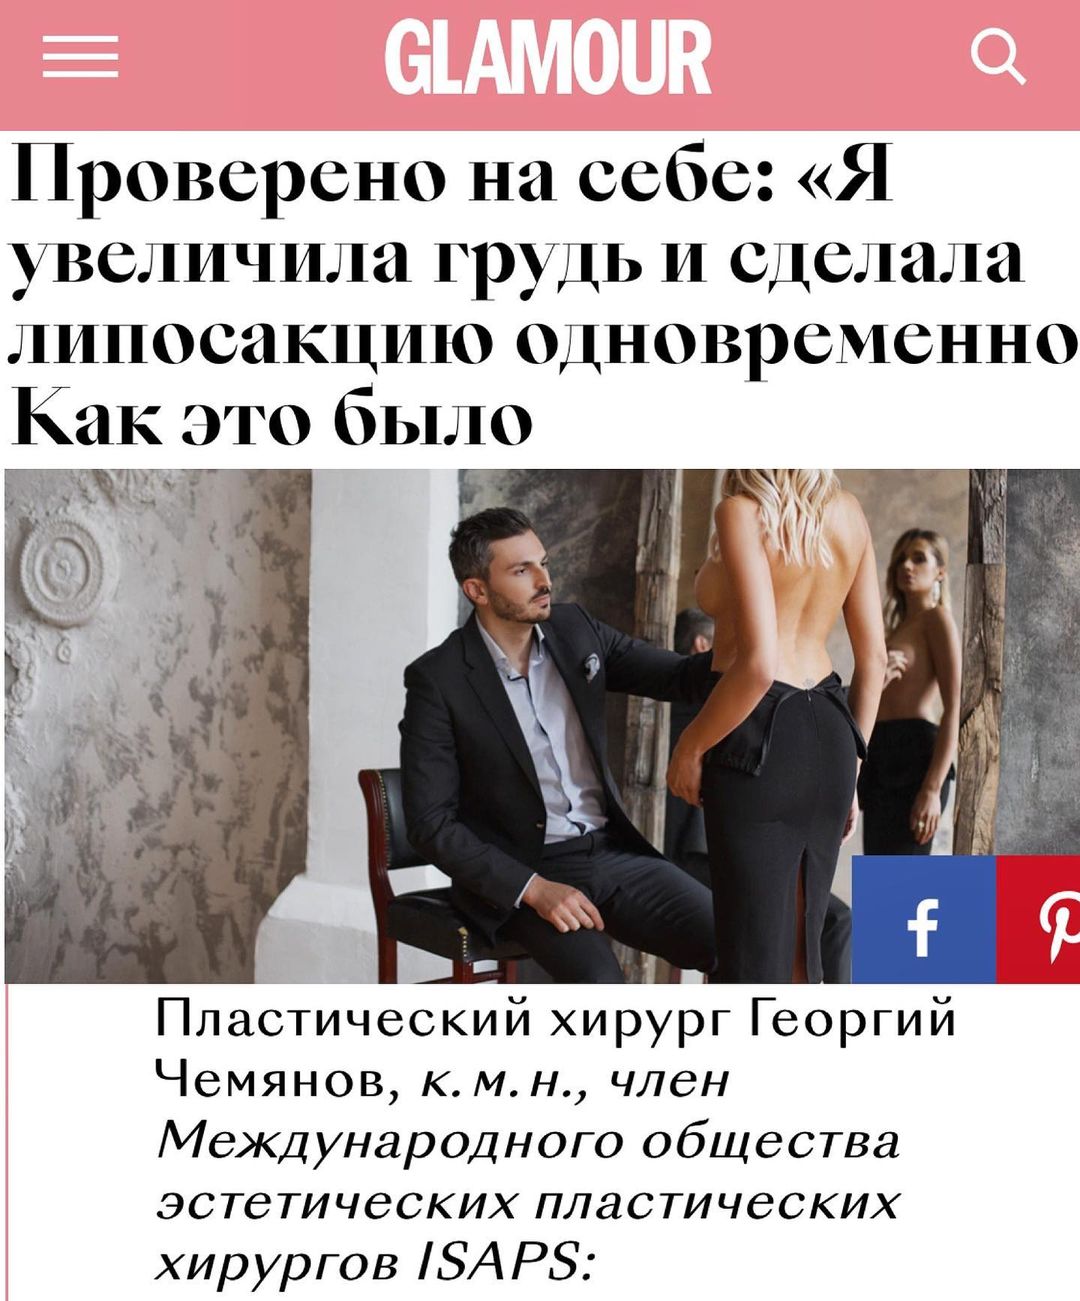 GLAMOUR
Проверено на себе: «Я
увеличила грудь и сделала
липосакцию одновременно
Как это было
f
Пластический хирург Георгий
Чемянов, к. м. н., член
Международного общества
эстетических пластических
хирургов ISAPS: